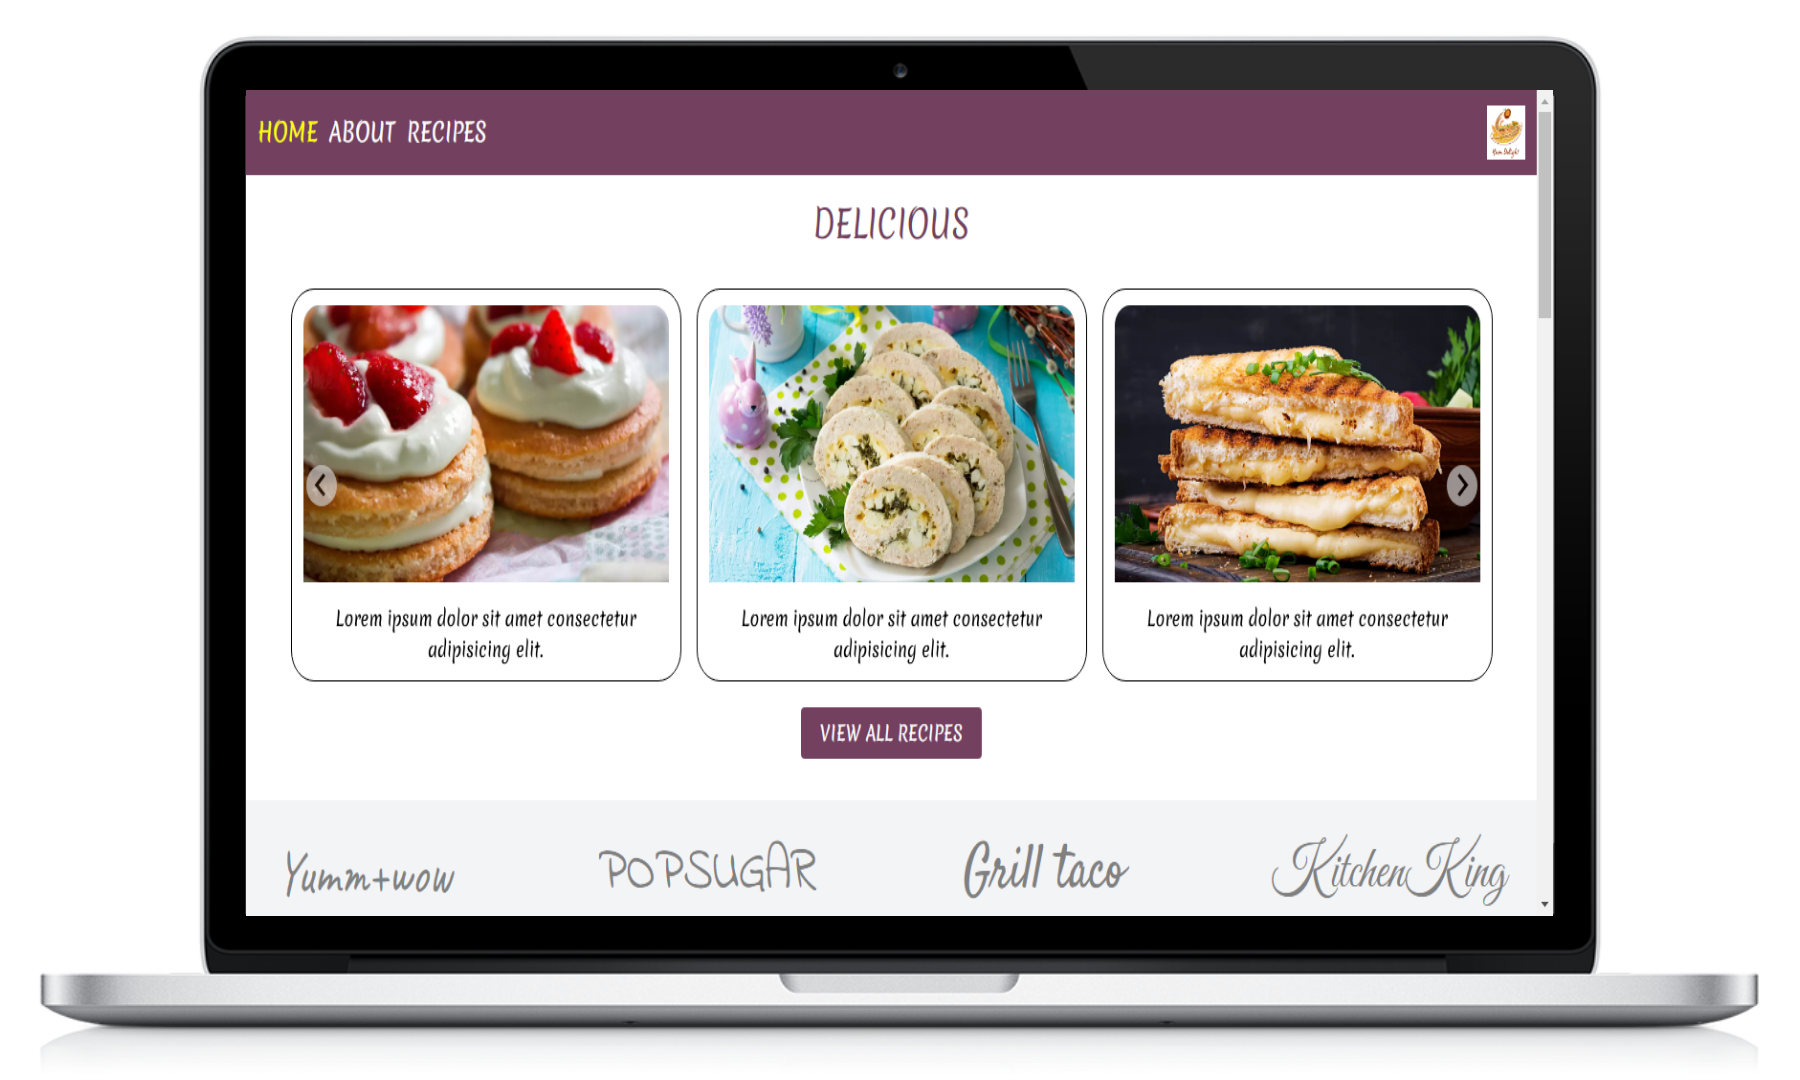 HOME ABOUT RECIPES
DELICIOUS
Lorem ipsum dolor sit amet consectetur
adipisicing elit.
Lorem ipsum dolor sit amet consectetur
adipisicing elit.
Lorem ipsum dolor sit amet consectetur
adipisicing elit.
VIEW ALL RECIPES
Yumm+wow
POPSUGAR
Grill taco
Kitchen King